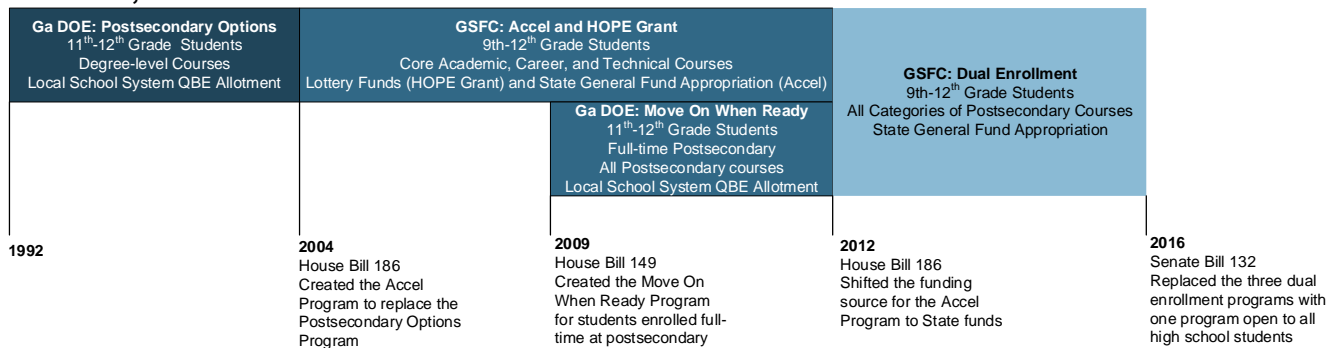 Ga DOE: Postsecondary Options
11th-12th Grade Students
Degree-level Courses
Local School System QBE Allotment
GSFC: Accel and HOPE Grant
9th-12th Grade Students
Core Academic, Career, and Technical Courses
Lottery Funds (HOPE Grant) and State General Fund Appropriation (Accel)
Ga DOE: Move On When Ready
11th-12th Grade Students
Full-time Postsecondary
All Postsecondary courses
Local School System QBE Allotment
GSFC: Dual Enrollment
9th-12th Grade Students
All Categories of Postsecondary Courses
State General Fund Appropriation
1992
2004
House Bill 186
Created the Accel
Program to replace the
Postsecondary Options
Program
2009
House Bill 149
Created the Move On
When Ready Program
for students enrolled full-
time at postsecondary
2012
House Bill 186
Shifted the funding
source for the Accel
Program to State funds
2016
Senate Bill 132
Replaced the three dual
enrollment programs with
one program open to all
high school students